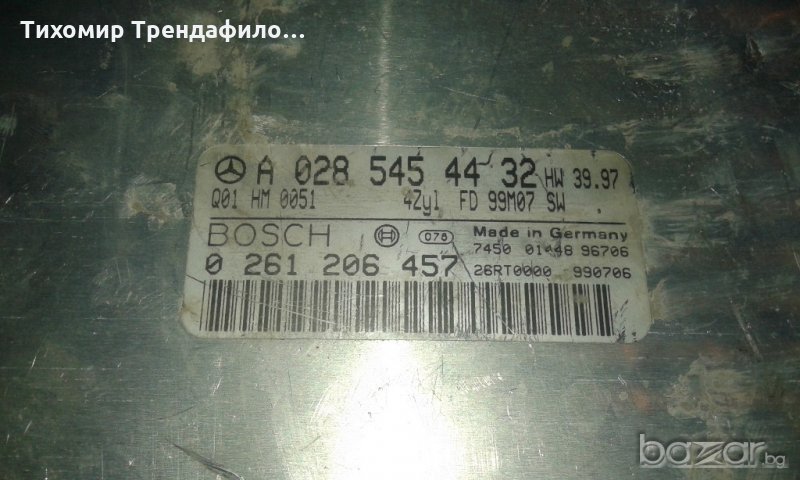 Тихомир Трендафило...
A 028 545 44 32 HW 39.97
Q01 HM 0051 4Zyl FD 99M07 SW
BOSCH 078 Made in Germany
7450 01448 96706
0 261 206 457 26RT0000 990706
bazar.bg